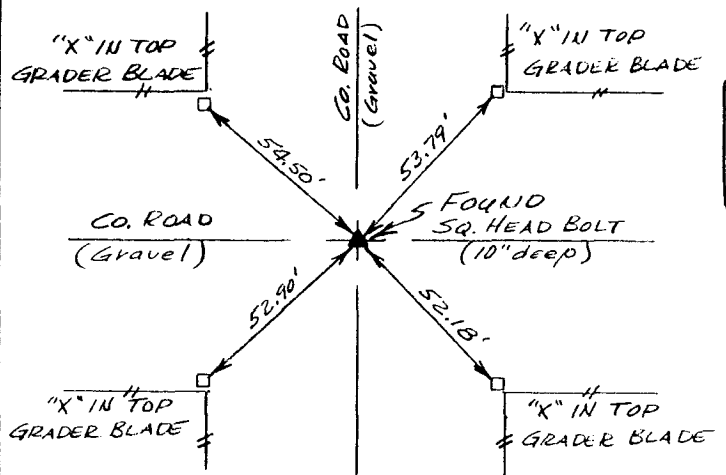 "X" IN TOP
GRADER BLADE
Co. ROAD
(Gravel)
"X" IN TOP
GRADER BLADE
54.50'
53.79'
Co. ROAD
(Gravel)
FOUND
SQ. HEAD BOLT
(10" deep)
52.90'
52.18'
"X" IN TOP
GRADER BLADE
"X" IN TOP
GRADER BLADE